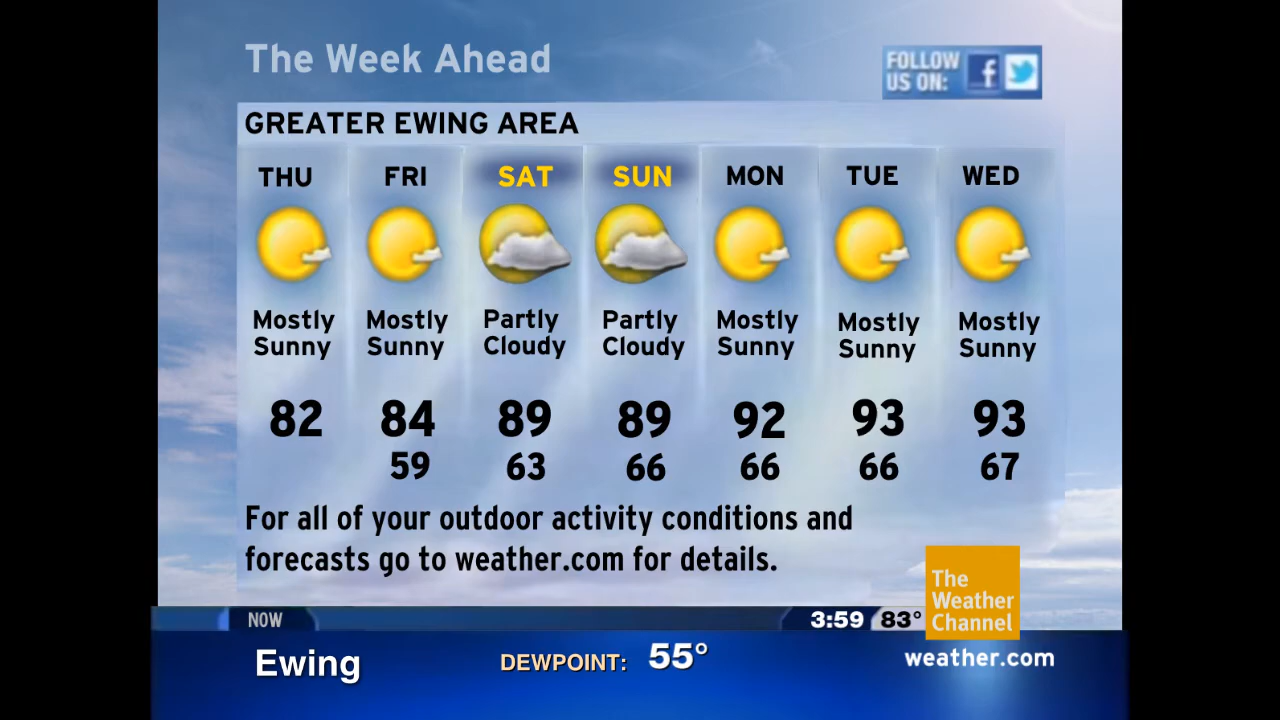 The Week Ahead
FOLLOW
US ON:
GREATER EWING AREA
THU FRI SAT SUN MON TUE WED
Mostly Mostly Partly Partly Mostly Mostly Mostly
Sunny Sunny Cloudy Cloudy Sunny Sunny Sunny
82 84 89 89 92 93 93
59 63 66 66 66 67
For all of your outdoor activity conditions and
forecasts go to weather.com for details.
The
Weather
Channel
NOW 3:59 83°
Ewing DEWPOINT: 55° weather.com